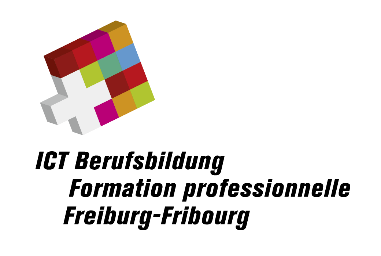 ICT Berufsbildung
Formation professionnelle
Freiburg-Fribourg